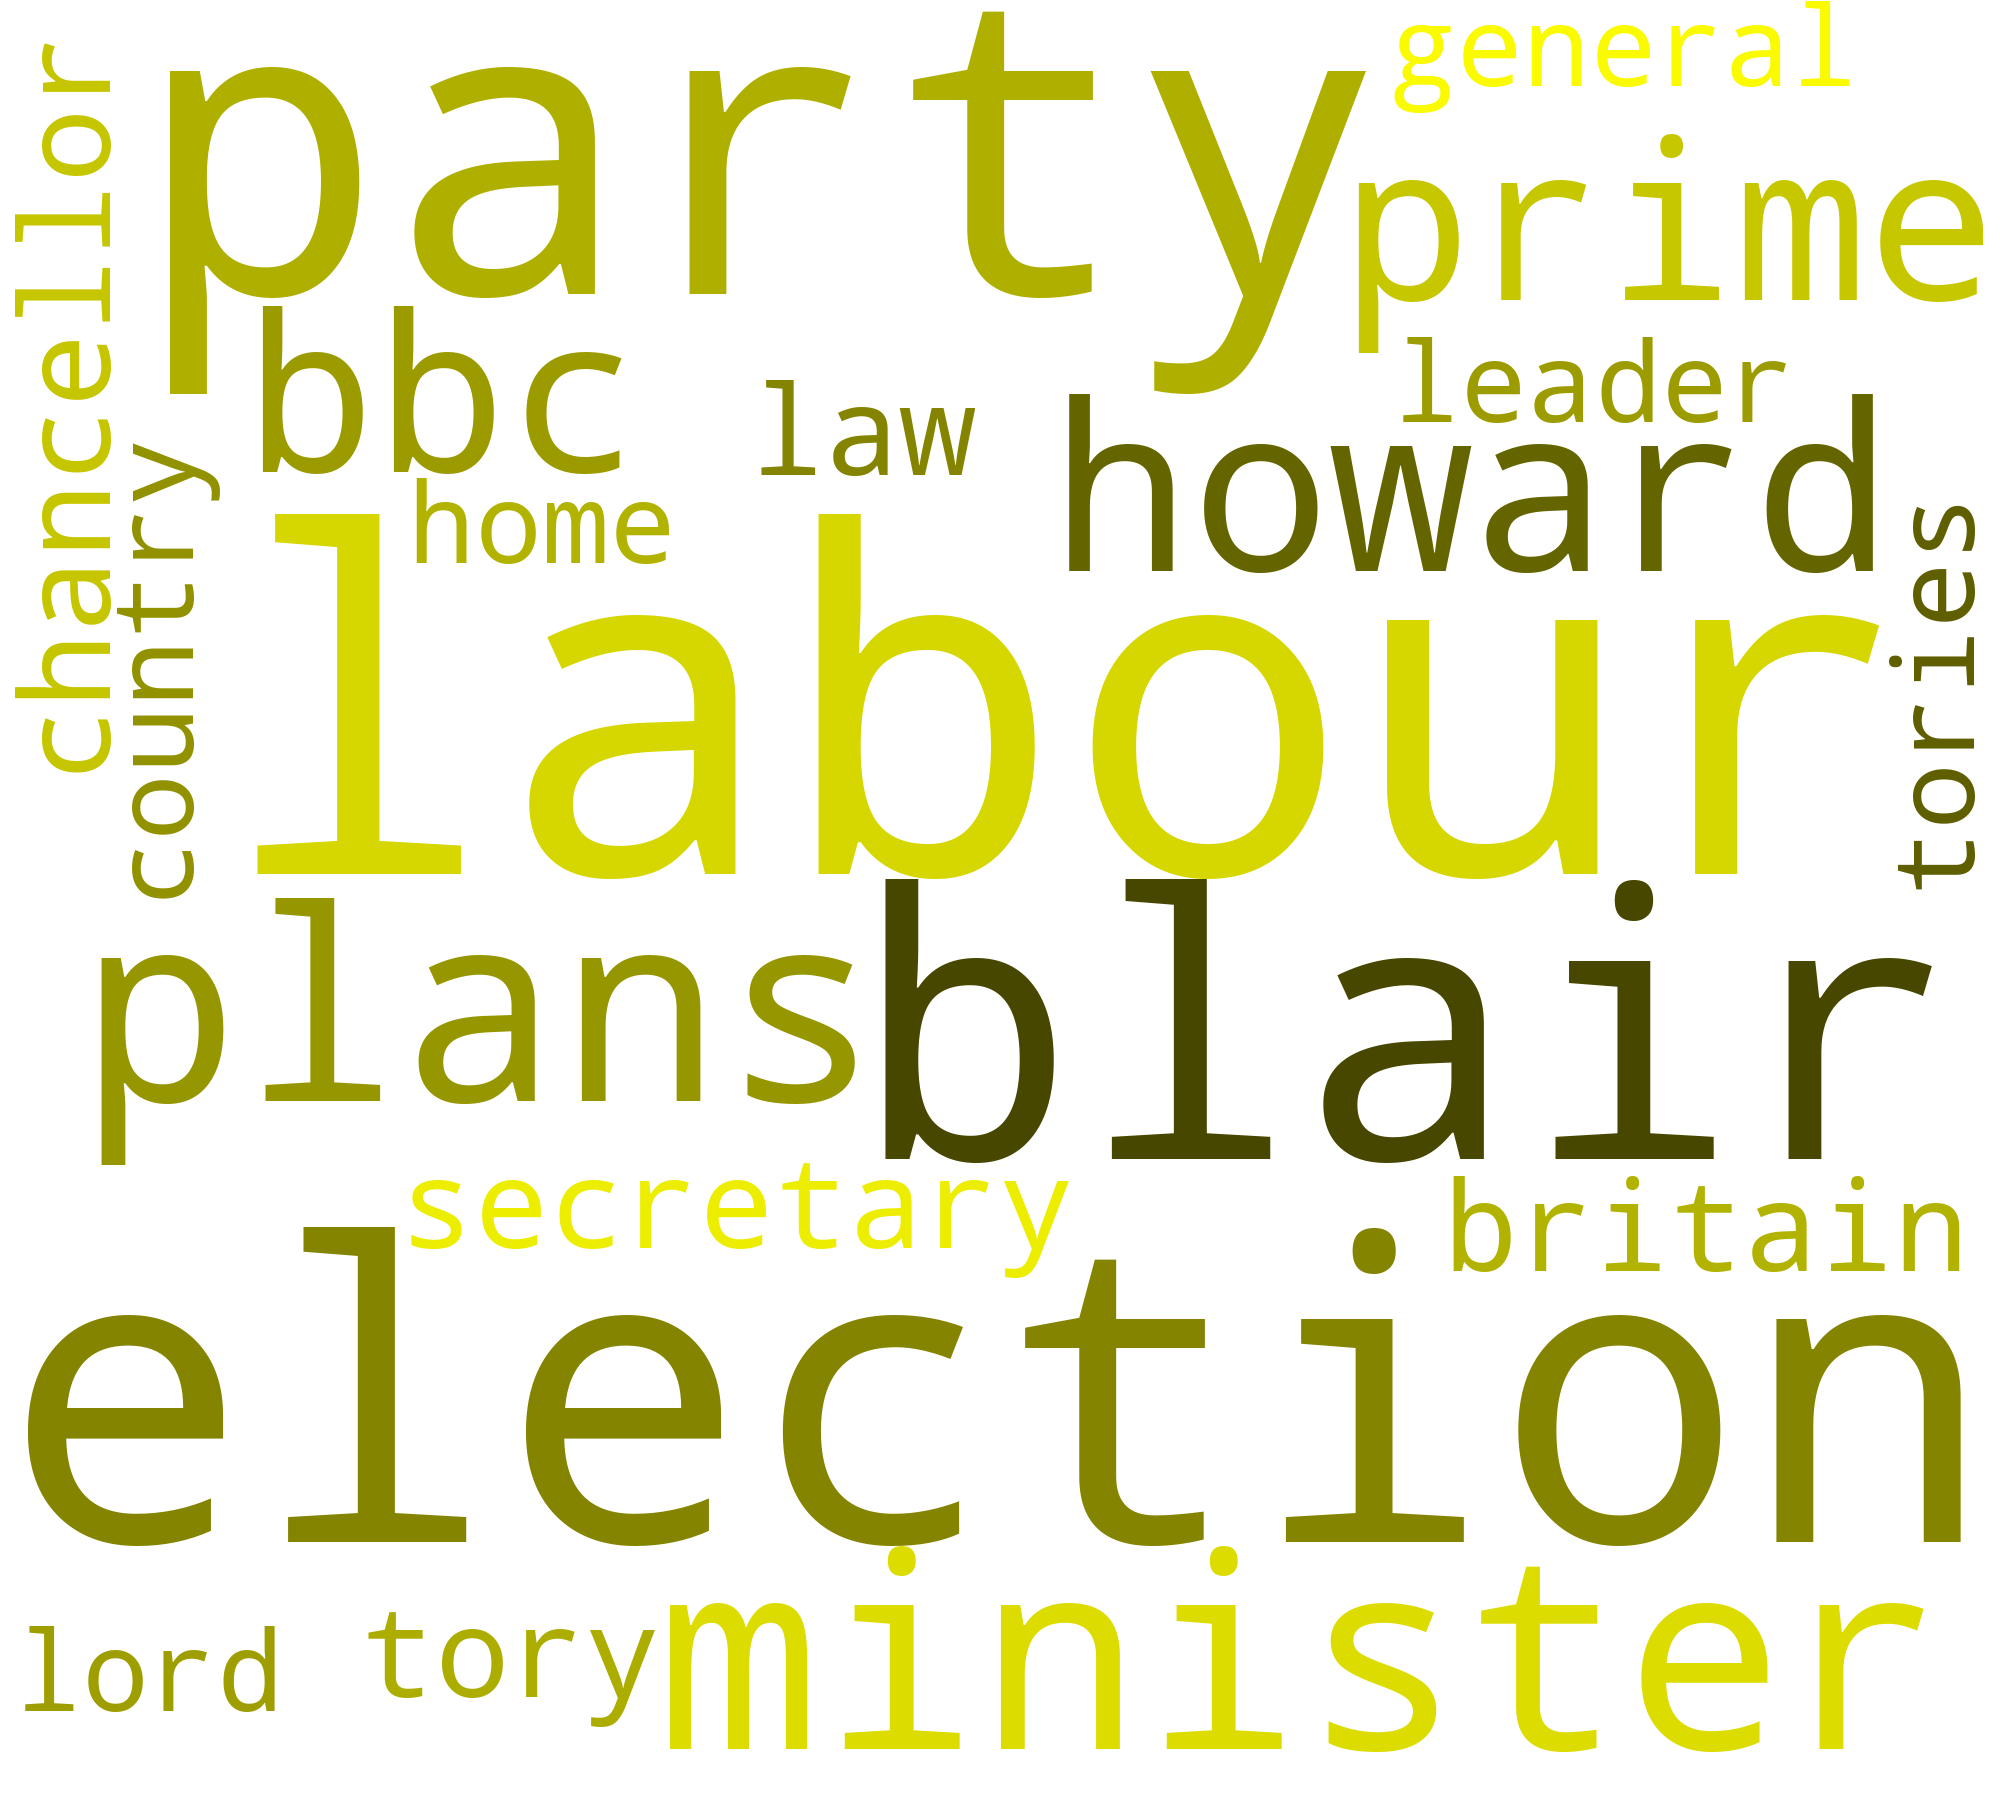 party
general
chancellor
prime
bbc
law
leader
howard
country
home
tories
labour
plans
blair
secretary
britain
election
minister
lord
tory